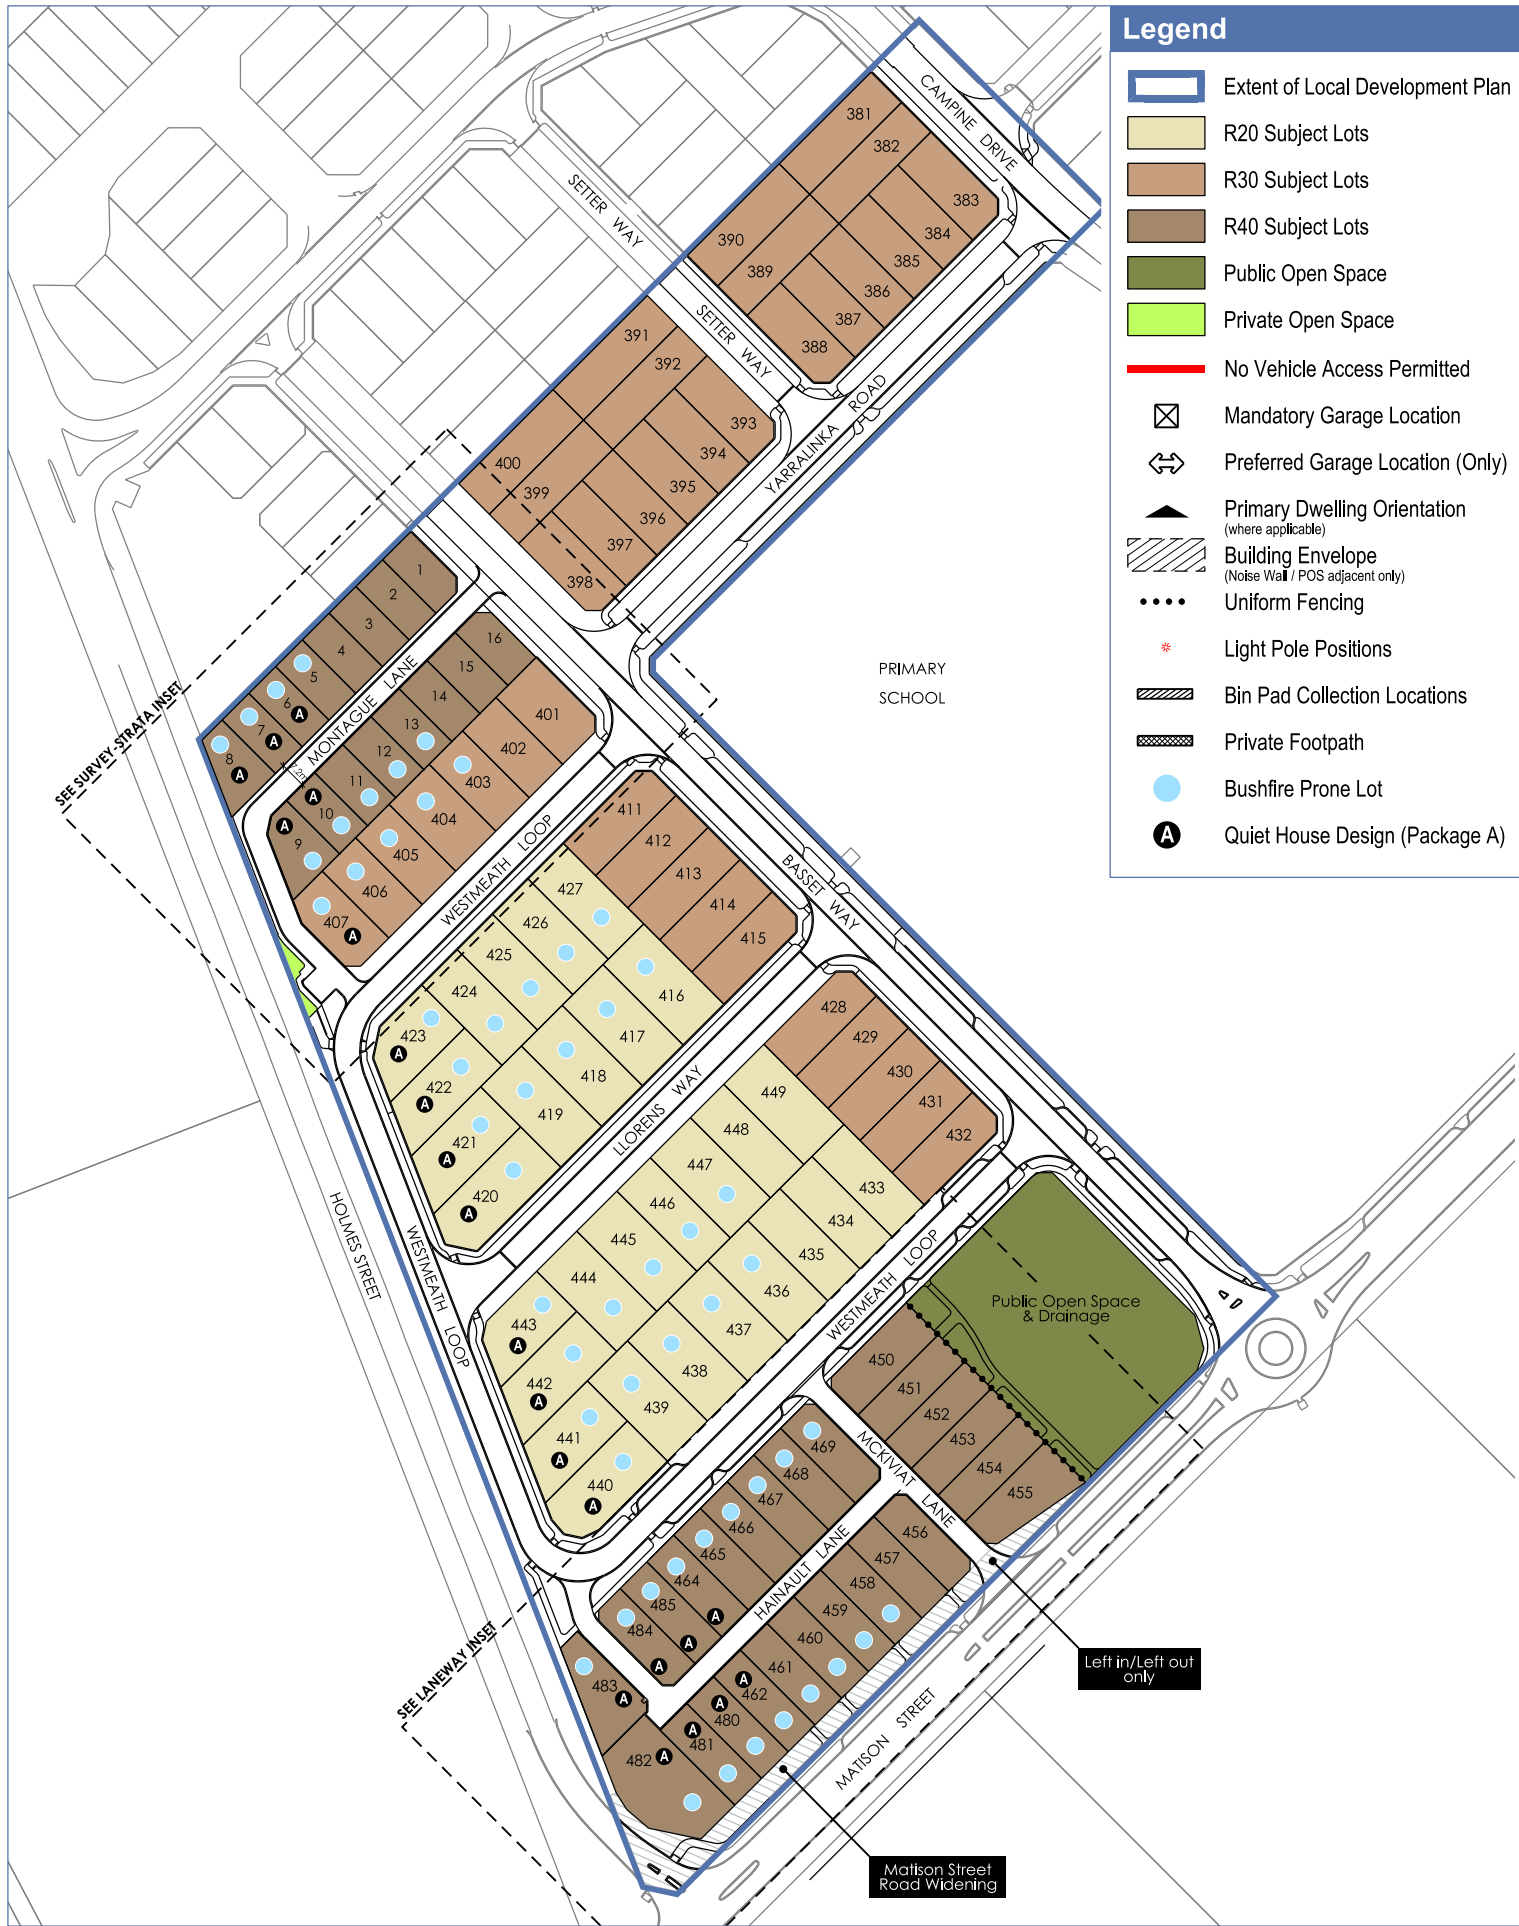 Legend
Extent of Local Development Plan
R20 Subject Lots
R30 Subject Lots
R40 Subject Lots
Public Open Space
Private Open Space
No Vehicle Access Permitted
Mandatory Garage Location
Preferred Garage Location (Only)
Primary Dwelling Orientation
(where applicable)
Building Envelope
(Noise Wall / POS adjacent only)
Uniform Fencing
Light Pole Positions
Bin Pad Collection Locations
Private Footpath
Bushfire Prone Lot
A Quiet House Design (Package A)
CAMPINE DRIVE
SETTER WAY
SETTER WAY
YARRALINKA ROAD
381
382
383
384
385
386
387
388
389
390
391
392
393
394
395
396
397
398
399
400
PRIMARY
SCHOOL
SEE SURVEY-STRATA INSET
MONTAGUE LANE
7.2m
1
2
3
4
5
6
A
7
A
8
A
9
A
10
A
11
12
13
14
15
16
401
402
403
404
405
406
407
A
WESTMEATH LOOP
BASSET WAY
411
412
413
414
415
416
417
418
419
420
A
421
A
422
A
423
A
424
425
426
427
LLORENS WAY
428
429
430
431
432
433
434
435
436
437
438
439
440
A
441
A
442
A
443
A
444
445
446
447
448
449
HOLMES STREET
WESTMEATH LOOP
WESTMEATH LOOP
Public Open Space
& Drainage
450
451
452
453
454
455
MCKIVIAT LANE
HAINAULT LANE
456
457
458
459
460
461
462
A
480
A
481
A
482
A
483
A
484
A
485
A
464
A
465
466
467
468
469
SEE LANEWAY INSET
MATISON STREET
Left in/Left out
only
Matison Street
Road Widening